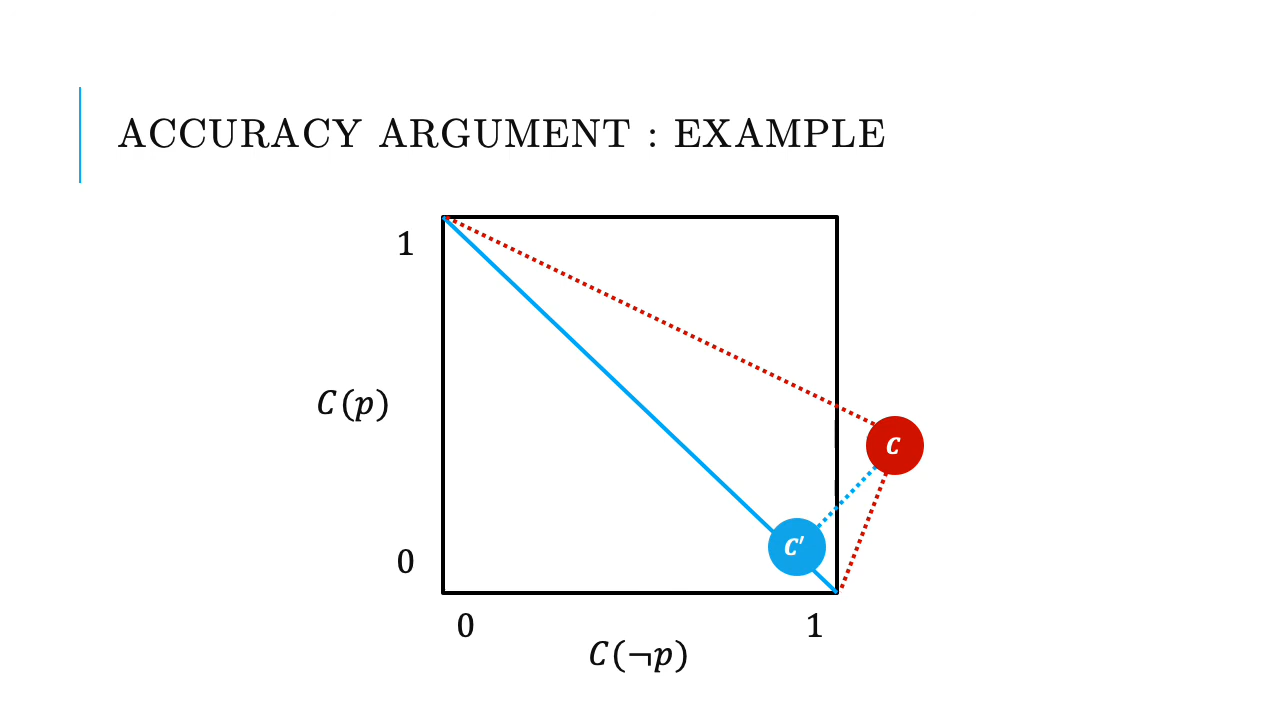 ACCURACY ARGUMENT : EXAMPLE
1
C(p)
C
C′
0
0
1
C(¬p)